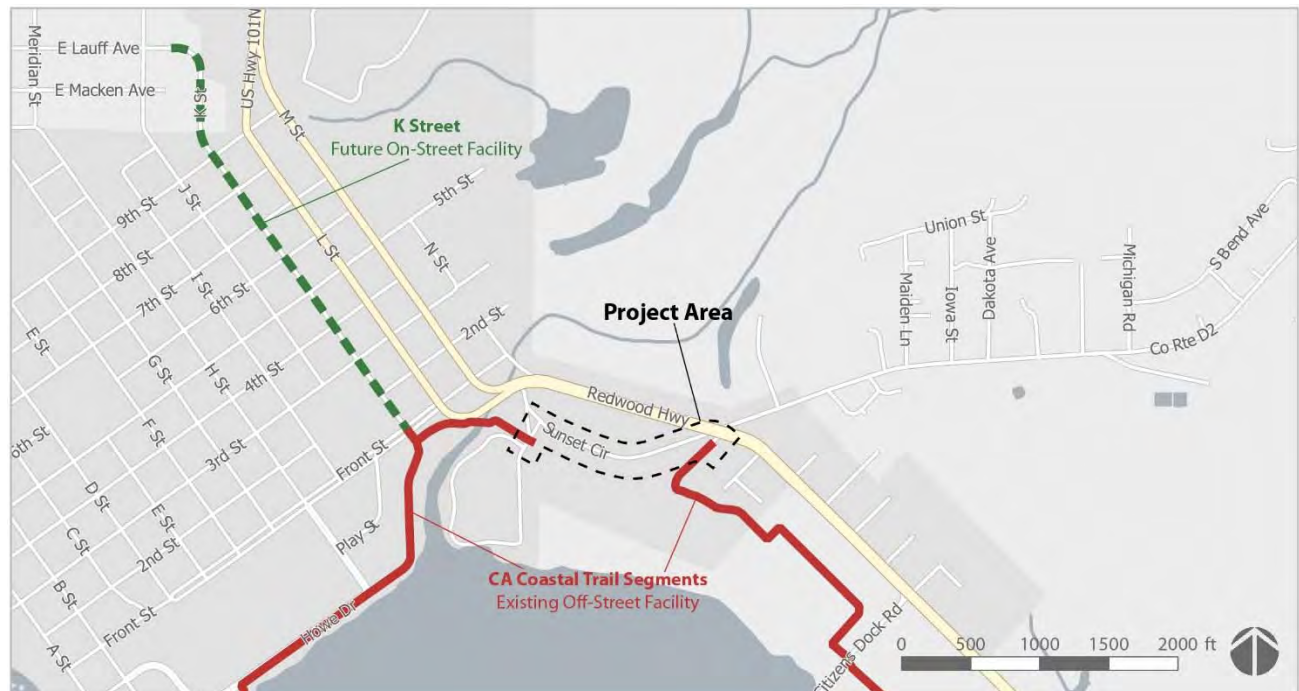 Meridian St
E Lauff Ave
E Macken Ave
K St
US Hwy 101N
M St
K Street
Future On-Street Facility
9th St
J St
8th St
I St
7th St
6th St
L St
5th St
N St
2nd St
E St
G St
H St
4th St
F St
3rd St
6th St
Front St
D St
E St
C St
2nd St
B St
Front St
A St
Play St
Howe Dr
Project Area
Redwood Hwy
Sunset Cir
Union St
Maiden Ln
Iowa St
Dakota Ave
Michigan Rd
S Bend Ave
Co Rte D2
CA Coastal Trail Segments
Existing Off-Street Facility
Citizens Dock Rd
0 500 1000 1500 2000 ft